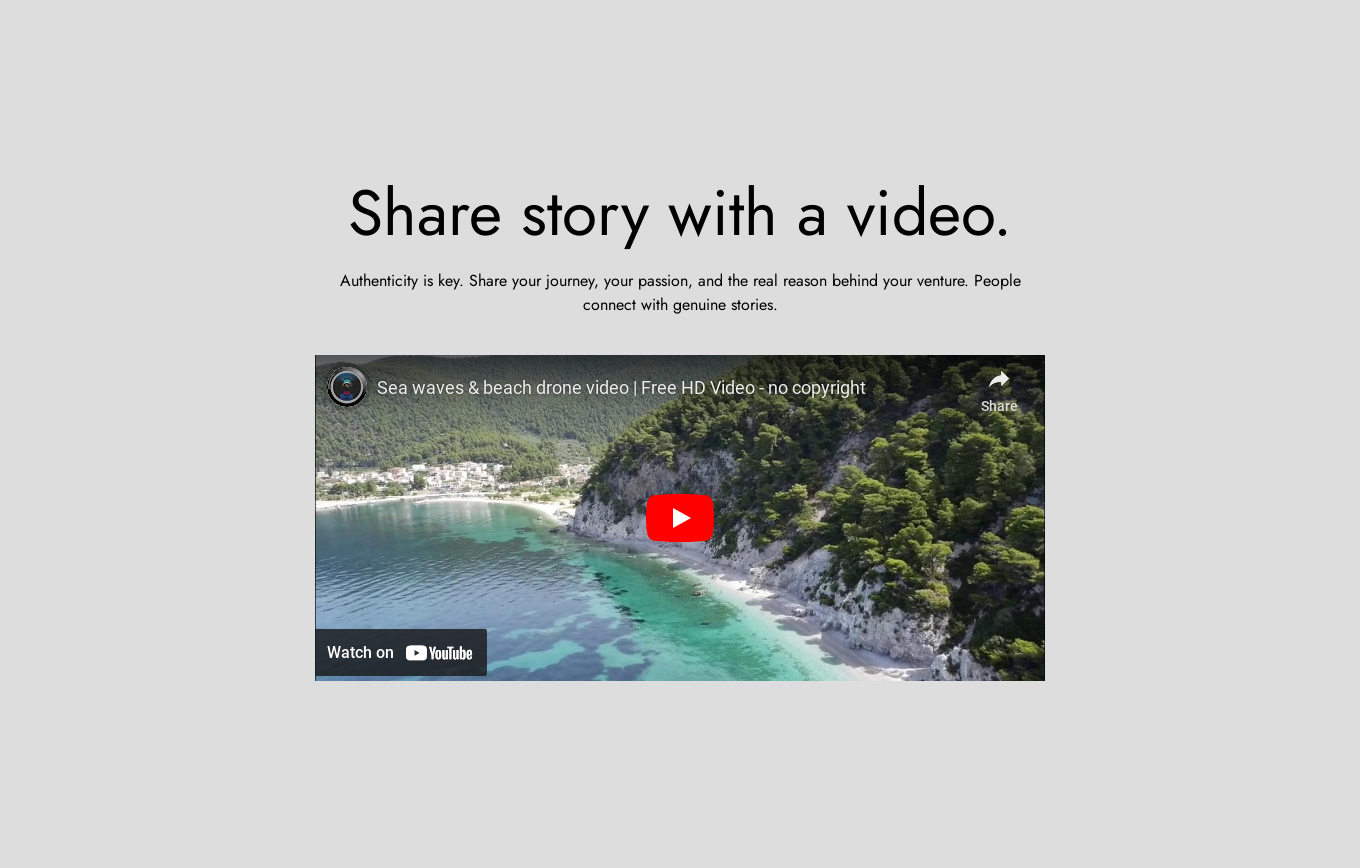 Share story with a video.
Authenticity is key. Share your journey, your passion, and the real reason behind your venture. People
connect with genuine stories.
Sea waves & beach drone video | Free HD Video - no copyright
Share
Watch on YouTube